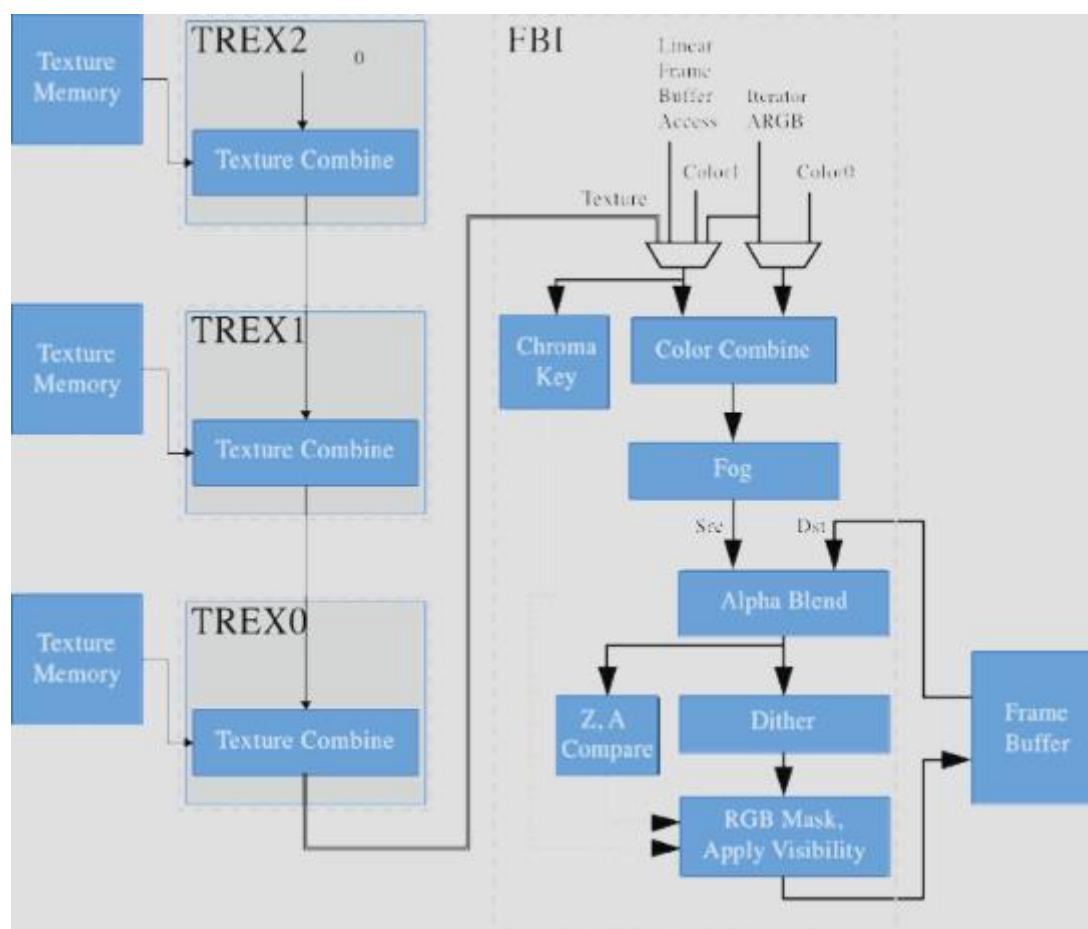 TREX2
0
Texture
Memory
Texture Combine
TREX1
Texture
Memory
Texture Combine
TREX0
Texture
Memory
Texture Combine
FBI
Linear
Frame
Buffer
Access
Iterator
ARGB
Color1
Color0
Texture
Chroma
Key
Color Combine
Fog
Src
Dst
Alpha Blend
Z, A
Compare
Dither
RGB Mask,
Apply Visibility
Frame
Buffer